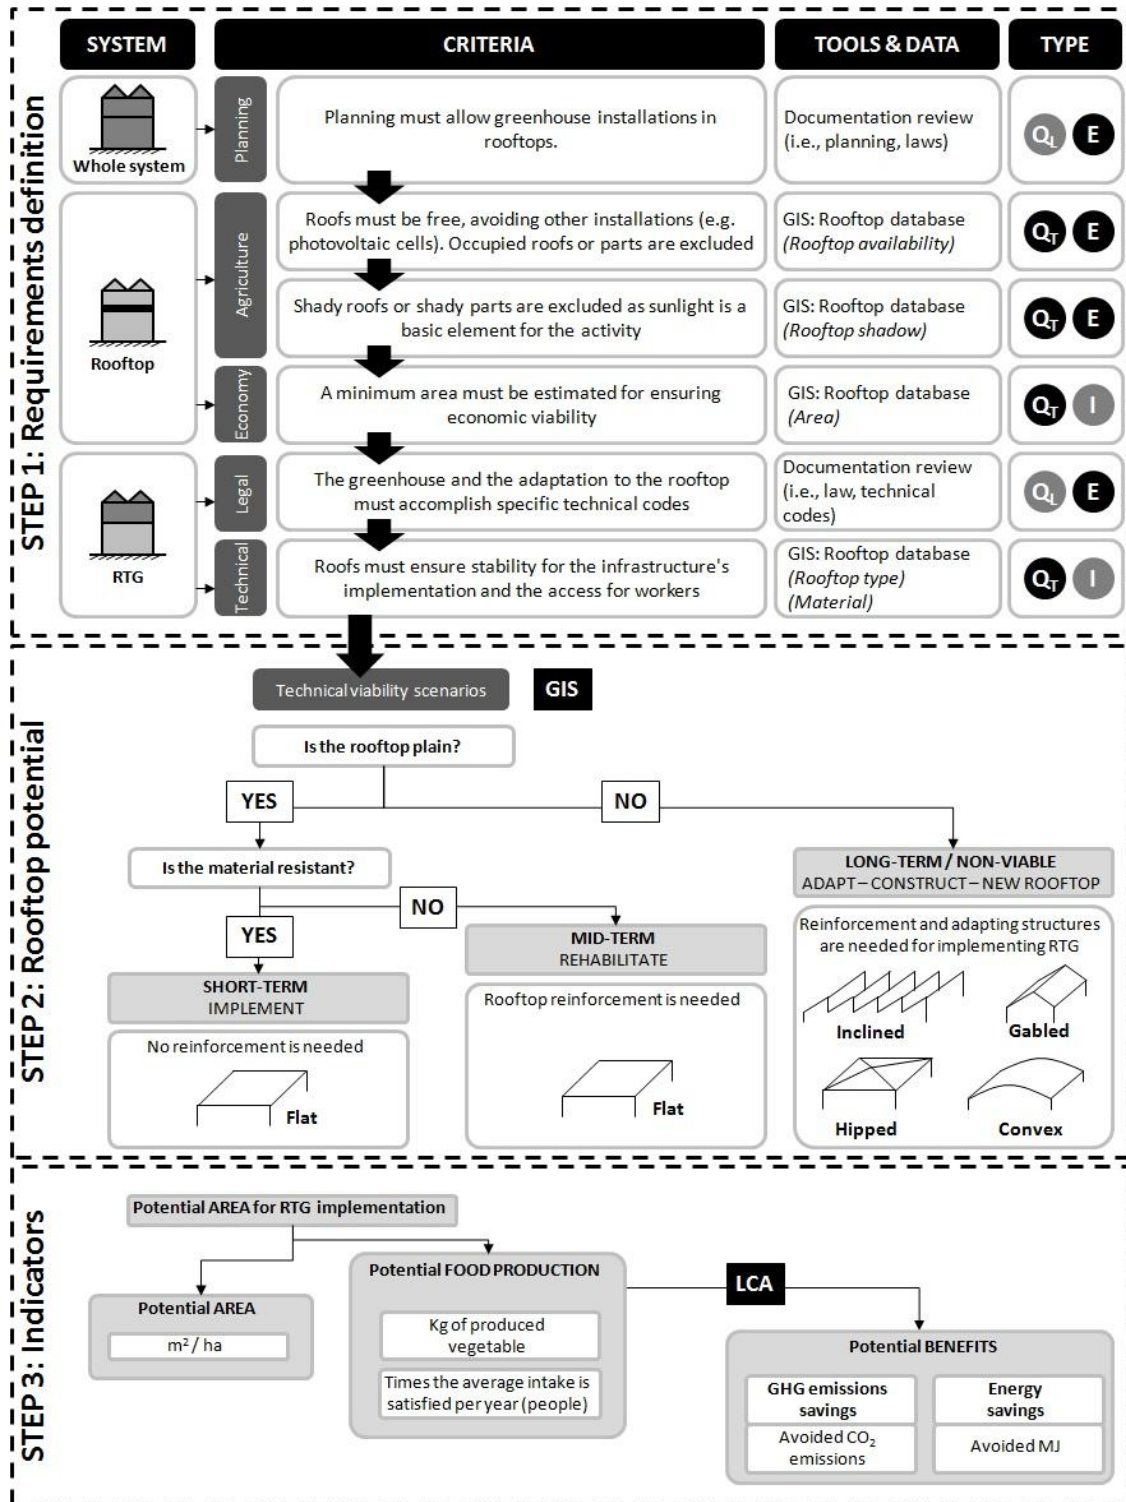 SYSTEM
CRITERIA
TOOLS & DATA
TYPE
STEP 1: Requirements definition
Whole system
Planning
Planning must allow greenhouse installations in
rooftops.
Documentation review
(i.e., planning, laws)
QL
E
Rooftop
Agriculture
Roofs must be free, avoiding other installations (e.g.
photovoltaic cells). Occupied roofs or parts are excluded
GIS: Rooftop database
(Rooftop availability)
QT
E
Shady roofs or shady parts are excluded as sunlight is a
basic element for the activity
GIS: Rooftop database
(Rooftop shadow)
QT
E
Economy
A minimum area must be estimated for ensuring
economic viability
GIS: Rooftop database
(Area)
QT
I
RTG
Legal
The greenhouse and the adaptation to the rooftop
must accomplish specific technical codes
Documentation review
(i.e., law, technical
codes)
QL
E
Technical
Roofs must ensure stability for the infrastructure's
implementation and the access for workers
GIS: Rooftop database
(Rooftop type)
(Material)
QT
I
STEP 2: Rooftop potential
Technical viability scenarios
GIS
Is the rooftop plain?
YES
NO
Is the material resistant?
LONG-TERM / NON-VIABLE
ADAPT – CONSTRUCT – NEW ROOFTOP
NO
YES
MID-TERM
REHABILITATE
SHORT-TERM
IMPLEMENT
Reinforcement and adapting structures
are needed for implementing RTG
Inclined
Gabled
Hipped
Convex
Rooftop reinforcement is needed
Flat
No reinforcement is needed
Flat
STEP 3: Indicators
Potential AREA for RTG implementation
Potential AREA
m² / ha
Potential FOOD PRODUCTION
Kg of produced
vegetable
Times the average intake is
satisfied per year (people)
LCA
Potential BENEFITS
GHG emissions
savings
Avoided CO₂
emissions
Energy
savings
Avoided MJ